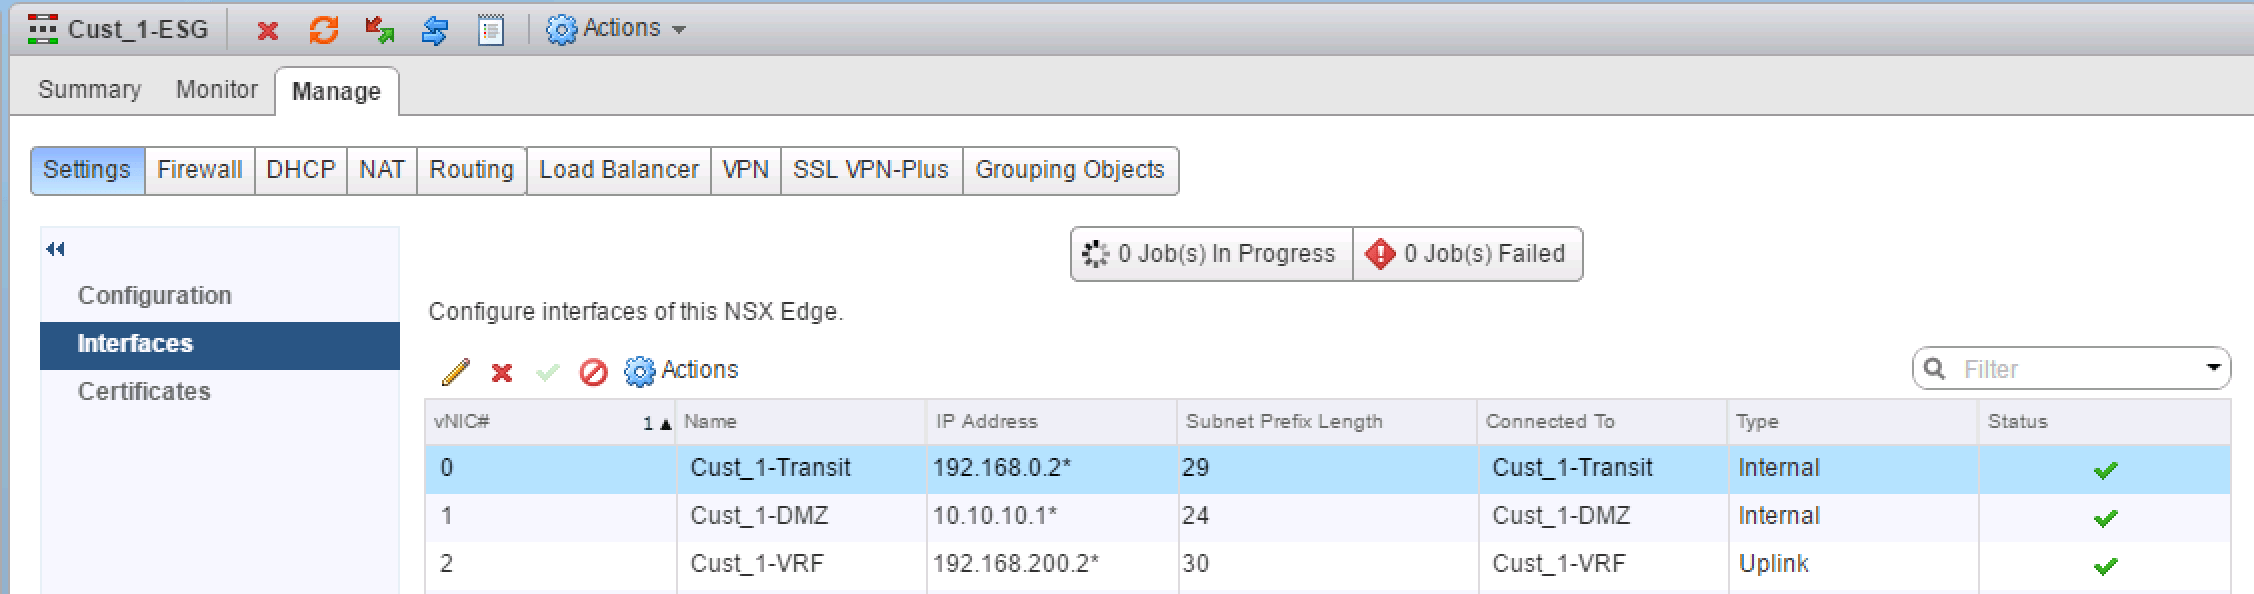 Cust_1-ESG Actions
Summary Monitor Manage
Settings Firewall DHCP NAT Routing Load Balancer VPN SSL VPN-Plus Grouping Objects
0 Job(s) In Progress 0 Job(s) Failed
Configuration
Interfaces
Certificates
Configure interfaces of this NSX Edge.
Actions Filter
vNIC# 1 ▲ Name IP Address Subnet Prefix Length Connected To Type Status
0 Cust_1-Transit 192.168.0.2* 29 Cust_1-Transit Internal
1 Cust_1-DMZ 10.10.10.1* 24 Cust_1-DMZ Internal
2 Cust_1-VRF 192.168.200.2* 30 Cust_1-VRF Uplink